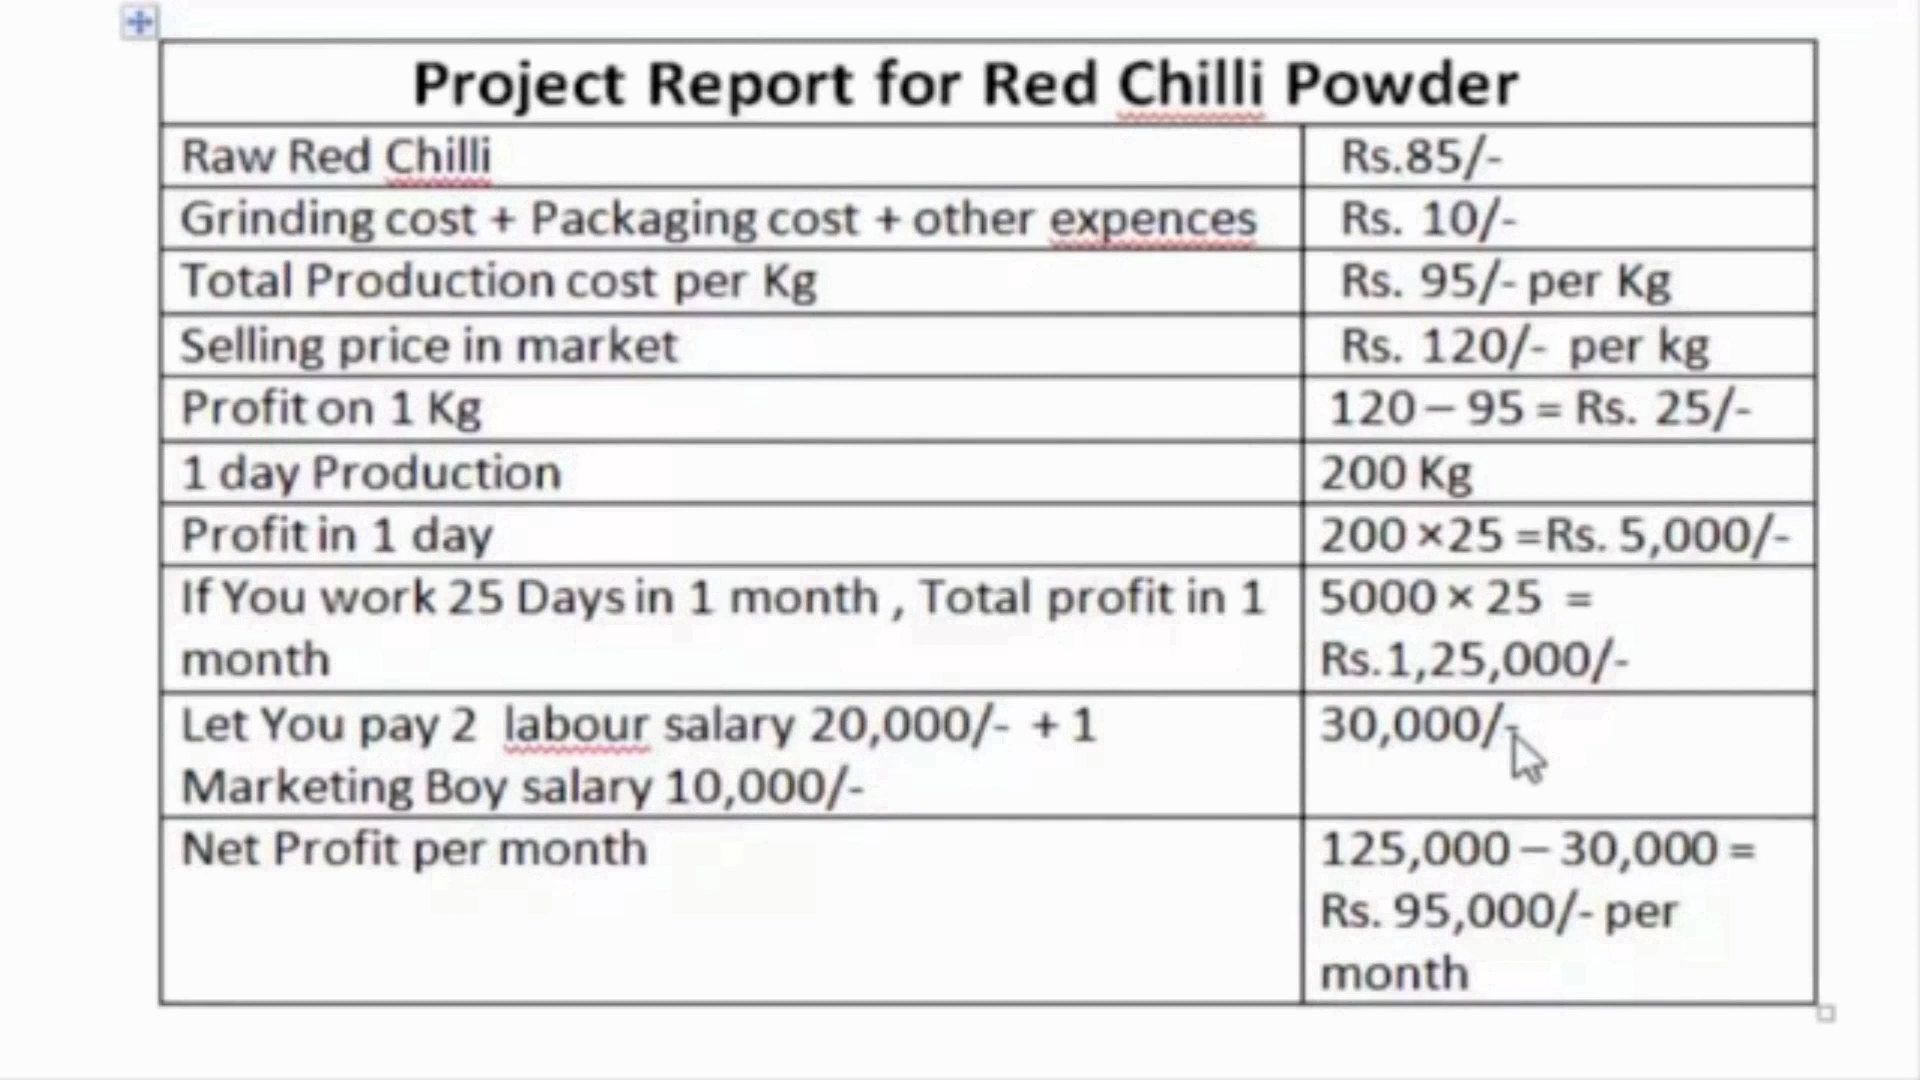 Project Report for Red Chilli Powder
Raw Red Chilli Rs.85/-
Grinding cost + Packaging cost + other expences Rs. 10/-
Total Production cost per Kg Rs. 95/- per Kg
Selling price in market Rs. 120/- per kg
Profit on 1 Kg 120 – 95 = Rs. 25/-
1 day Production 200 Kg
Profit in 1 day 200 ×25 =Rs. 5,000/-
If You work 25 Days in 1 month , Total profit in 1
month
5000 × 25 =
Rs.1,25,000/-
Let You pay 2 labour salary 20,000/- + 1
Marketing Boy salary 10,000/-
30,000/-
Net Profit per month
125,000 – 30,000 =
Rs. 95,000/- per
month